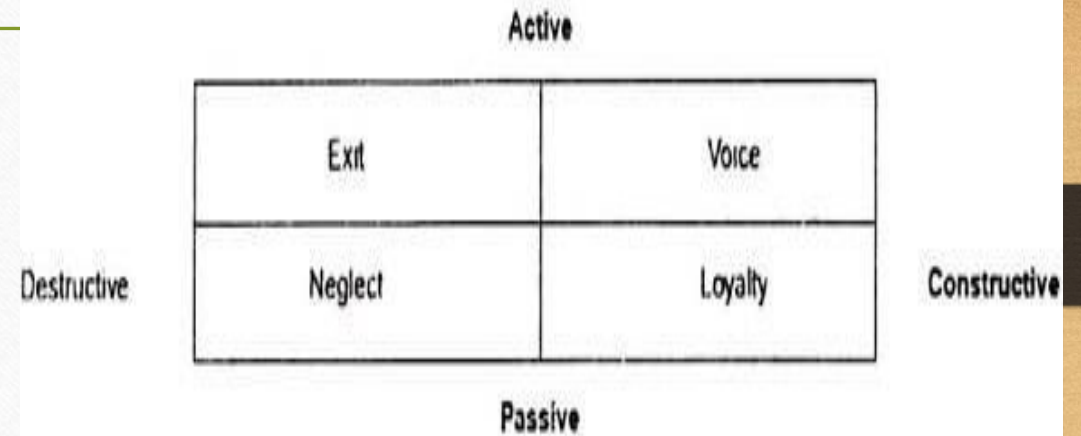 Active
Exit Voice
Neglect Loyalty
Destructive Constructive
Passive